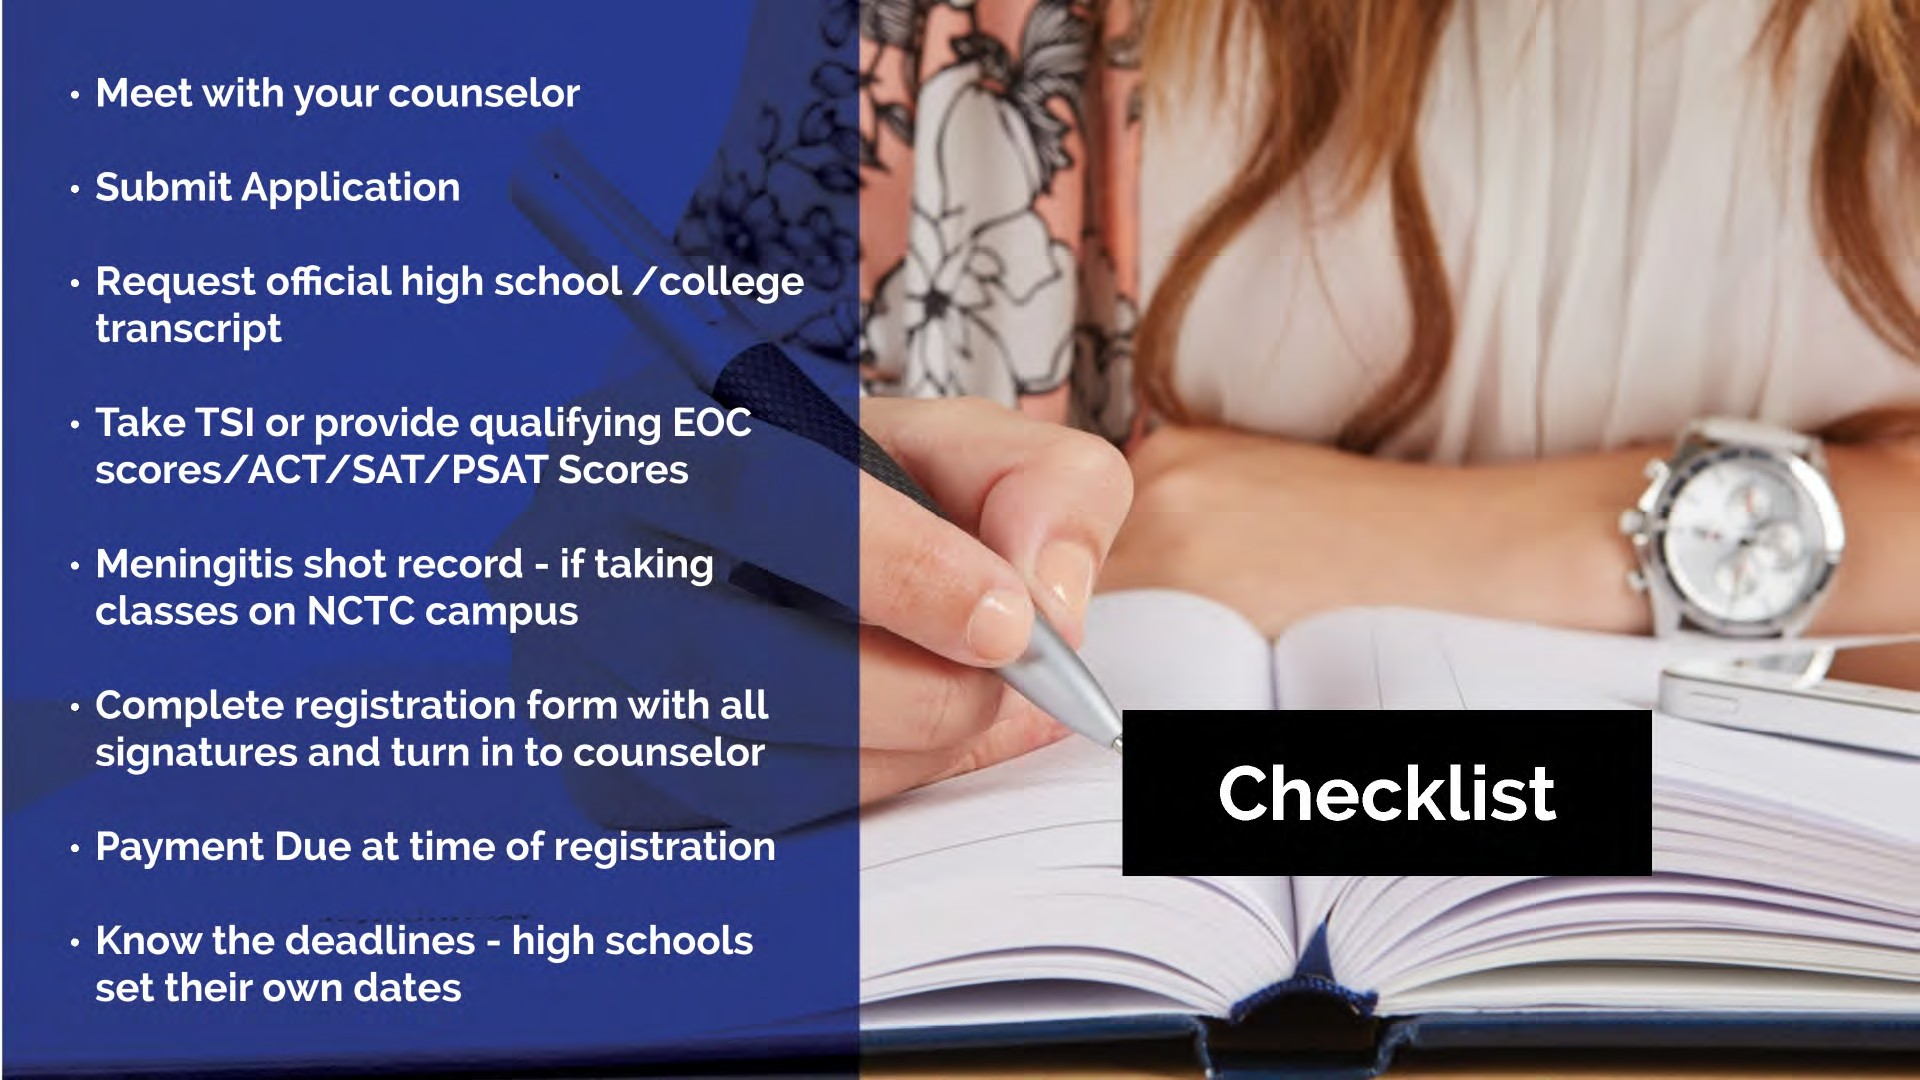 • Meet with your counselor
• Submit Application
• Request official high school /college
transcript
• Take TSI or provide qualifying EOC
scores/ACT/SAT/PSAT Scores
• Meningitis shot record - if taking
classes on NCTC campus
• Complete registration form with all
signatures and turn in to counselor
• Payment Due at time of registration
• Know the deadlines - high schools
set their own dates
Checklist